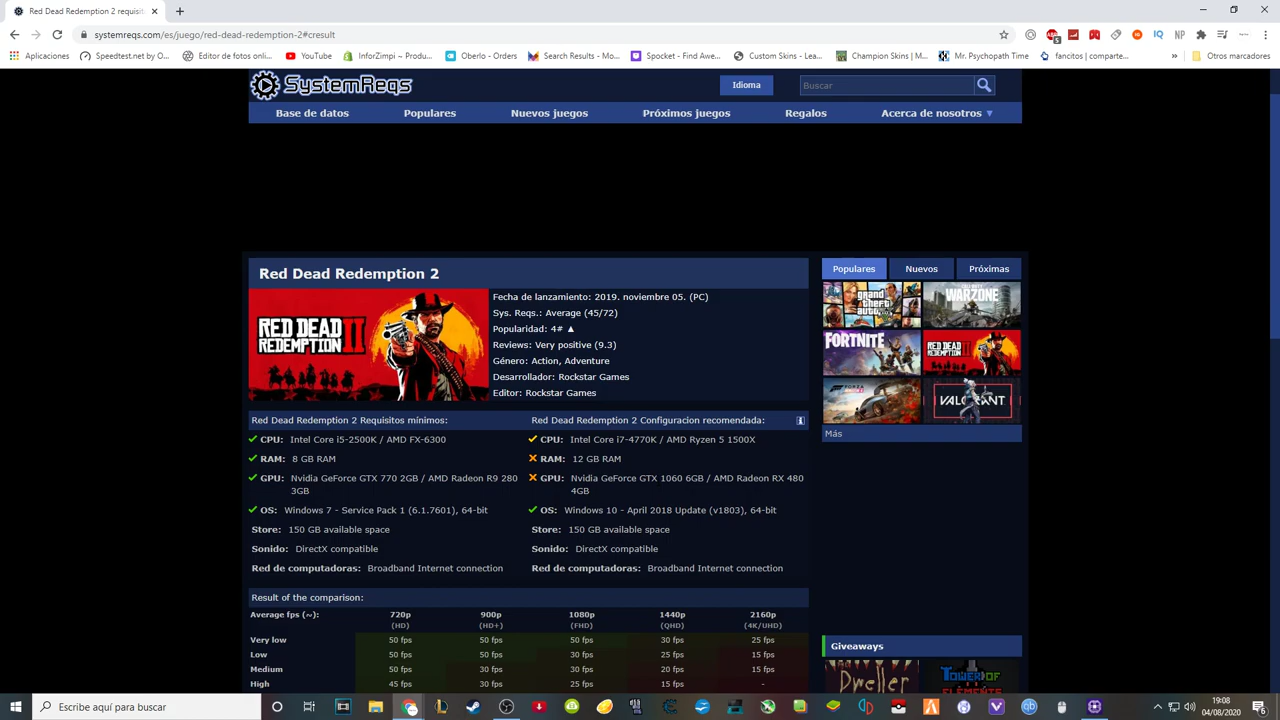 Red Dead Redemption 2 requisit
systemreqs.com/es/juego/red-dead-redemption-2#cresult
5
Aplicaciones
Speedtest.net by O...
Editor de fotos onli...
YouTube
InforZimpi ~ Produ...
Oberlo - Orders
Search Results - Mo...
Spocket - Find Awe...
Custom Skins - Lea...
Champion Skins | M...
Mr. Psychopath Time
fancitos | comparte...
»
Otros marcadores
SystemReqs
Idioma
Buscar
Base de datos
Populares
Nuevos juegos
Próximos juegos
Regalos
Acerca de nosotros ▼
Red Dead Redemption 2
RED DEAD
REDEMPTION II
Fecha de lanzamiento: 2019. noviembre 05. (PC)
Sys. Reqs.: Average (45/72)
Popularidad: 4# ▲
Reviews: Very positive (9.3)
Género: Action, Adventure
Desarrollador: Rockstar Games
Editor: Rockstar Games
Populares
Nuevos
Próximas
grand
theft
auto
WARZONE
FORTNITE
RED DEAD
REDEMPTION II
VALORANT
Más
Red Dead Redemption 2 Requisitos mínimos:
CPU: Intel Core i5-2500K / AMD FX-6300
RAM: 8 GB RAM
GPU: Nvidia GeForce GTX 770 2GB / AMD Radeon R9 280
3GB
OS: Windows 7 - Service Pack 1 (6.1.7601), 64-bit
Store: 150 GB available space
Sonido: DirectX compatible
Red de computadoras: Broadband Internet connection
Red Dead Redemption 2 Configuracion recomendada:
CPU: Intel Core i7-4770K / AMD Ryzen 5 1500X
RAM: 12 GB RAM
GPU: Nvidia GeForce GTX 1060 6GB / AMD Radeon RX 480
4GB
OS: Windows 10 - April 2018 Update (v1803), 64-bit
Store: 150 GB available space
Sonido: DirectX compatible
Red de computadoras: Broadband Internet connection
Result of the comparison:
Average fps (~): 720p 900p 1080p 1440p 2160p
(HD) (HD+) (FHD) (QHD) (4K/UHD)
Very low 50 fps 50 fps 50 fps 30 fps 25 fps
Low 50 fps 50 fps 30 fps 25 fps 15 fps
Medium 50 fps 30 fps 30 fps 20 fps 15 fps
High 45 fps 30 fps 25 fps 15 fps -
Giveaways
Dweller
TOWER OF
ELEMENTS
Escribe aquí para buscar
19:08
04/08/2020